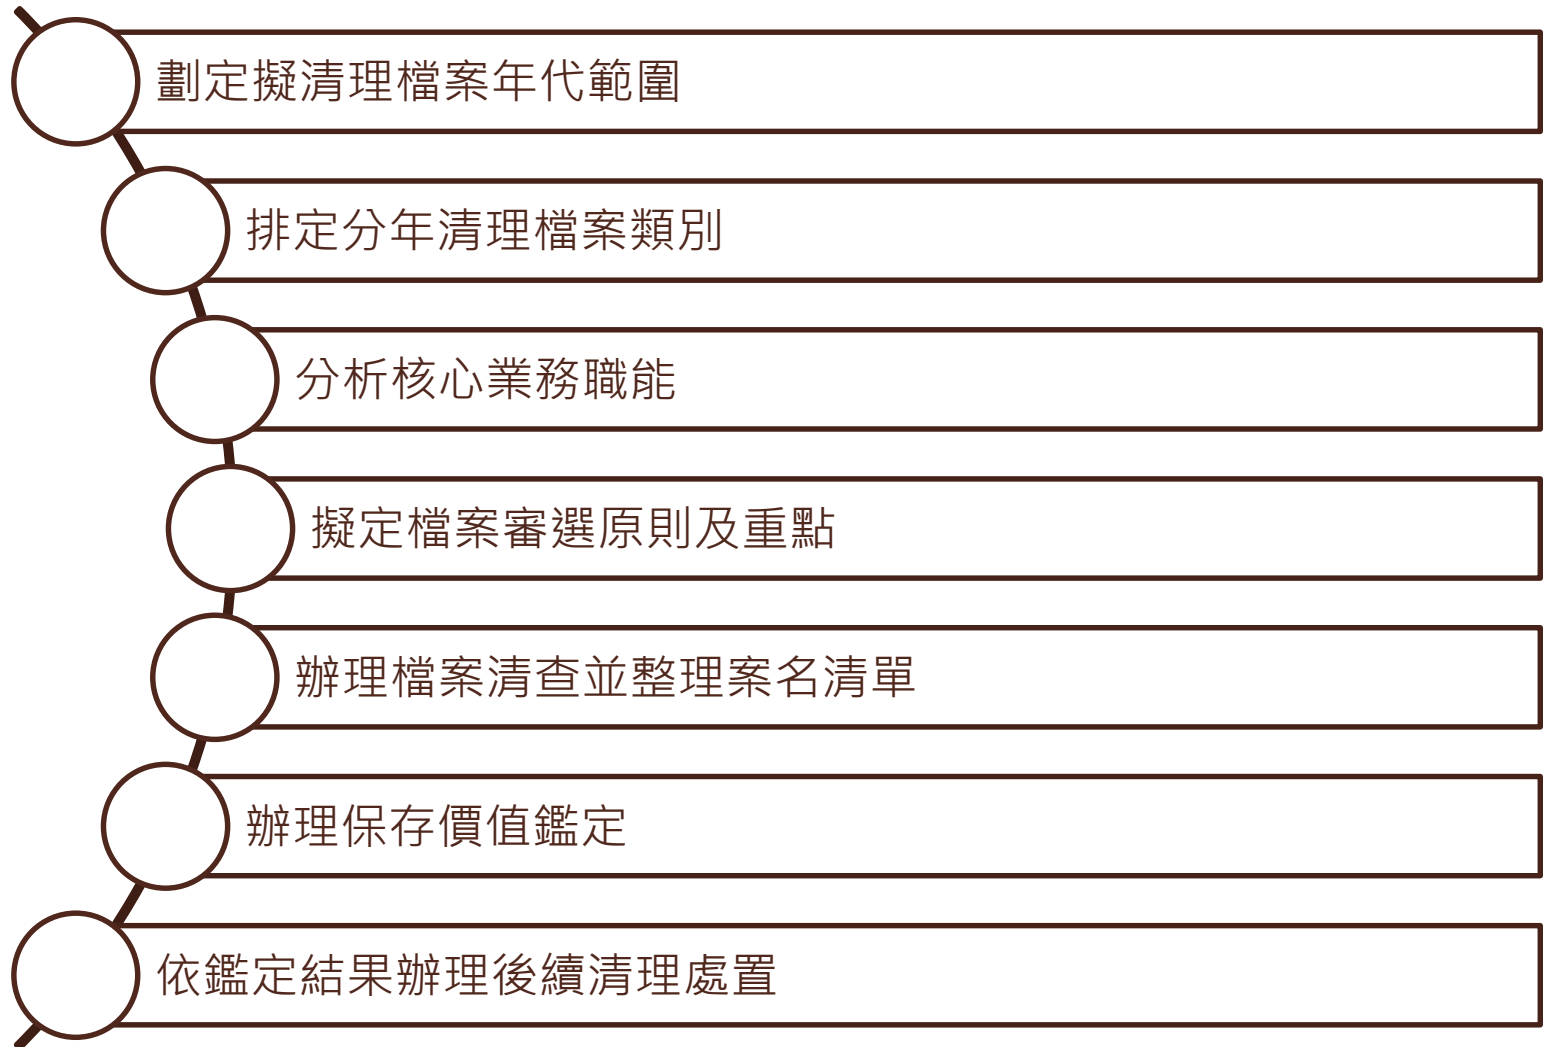 劃定擬清理檔案年代範圍
排定分年清理檔案類別
分析核心業務職能
擬定檔案審選原則及重點
辦理檔案清查並整理案名清單
辦理保存價值鑑定
依鑑定結果辦理後續清理處置